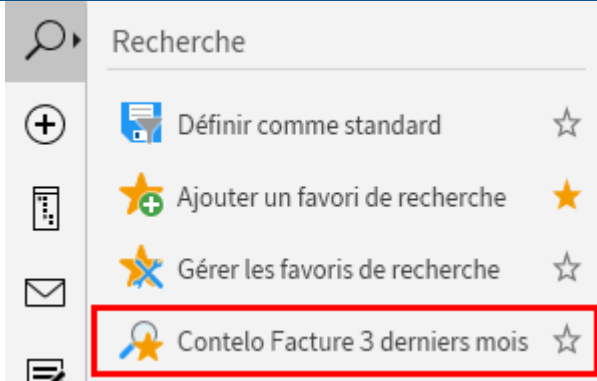 Recherche
Définir comme standard
Ajouter un favori de recherche
Gérer les favoris de recherche
Contelo Facture 3 derniers mois